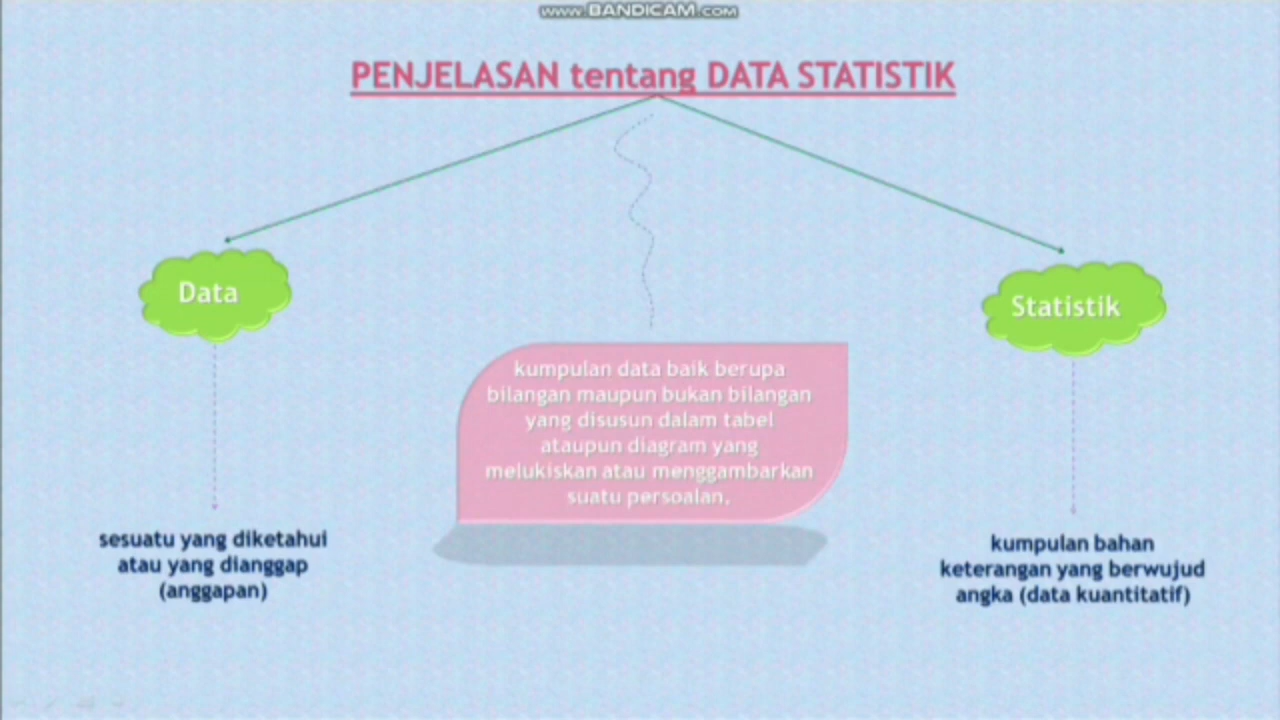 www.BANDICAM.com
PENJELASAN tentang DATA STATISTIK
Data
Statistik
kumpulan data baik berupa
bilangan maupun bukan bilangan
yang disusun dalam tabel
ataupun diagram yang
melukiskan atau menggambarkan
suatu persoalan.
sesuatu yang diketahui
atau yang dianggap
(anggapan)
kumpulan bahan
keterangan yang berwujud
angka (data kuantitatif)